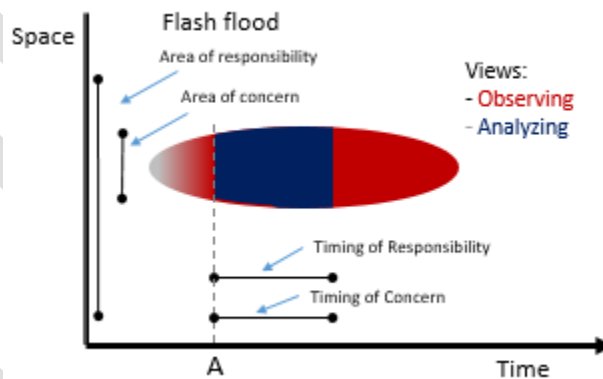 Flash flood
Space
Area of responsibility
Area of concern
Views:
- Observing
- Analyzing
Timing of Responsibility
Timing of Concern
A
Time